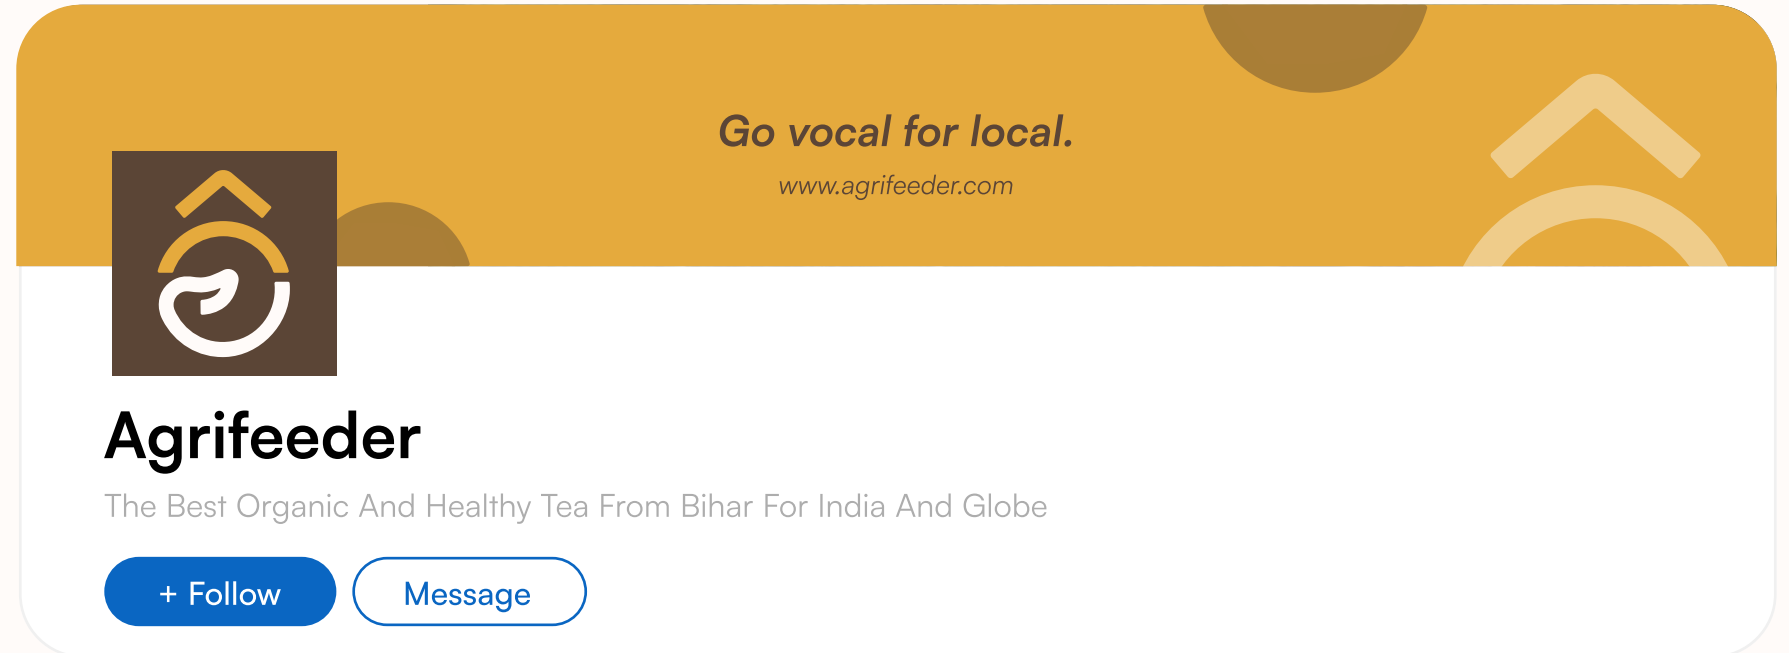 Go vocal for local.
www.agrifeeder.com
Agrifeeder
The Best Organic And Healthy Tea From Bihar For India And Globe
+ Follow
Message